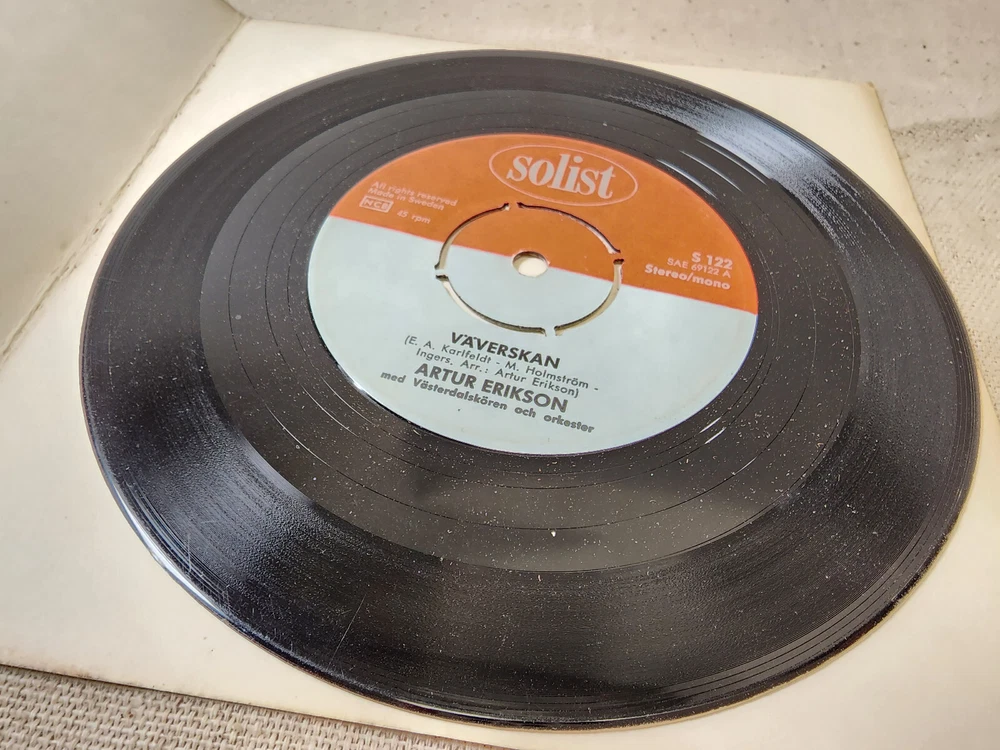 solist
All rights reserved
Made in Sweden
NCB 45 rpm
S 122
SAE 69122 A
Stereo/mono
VÄVERSKAN
(E. A. Karlfeldt - M. Holmström -
Ingers. Arr.: Artur Erikson)
ARTUR ERIKSON
med Västerdalskören och orkester